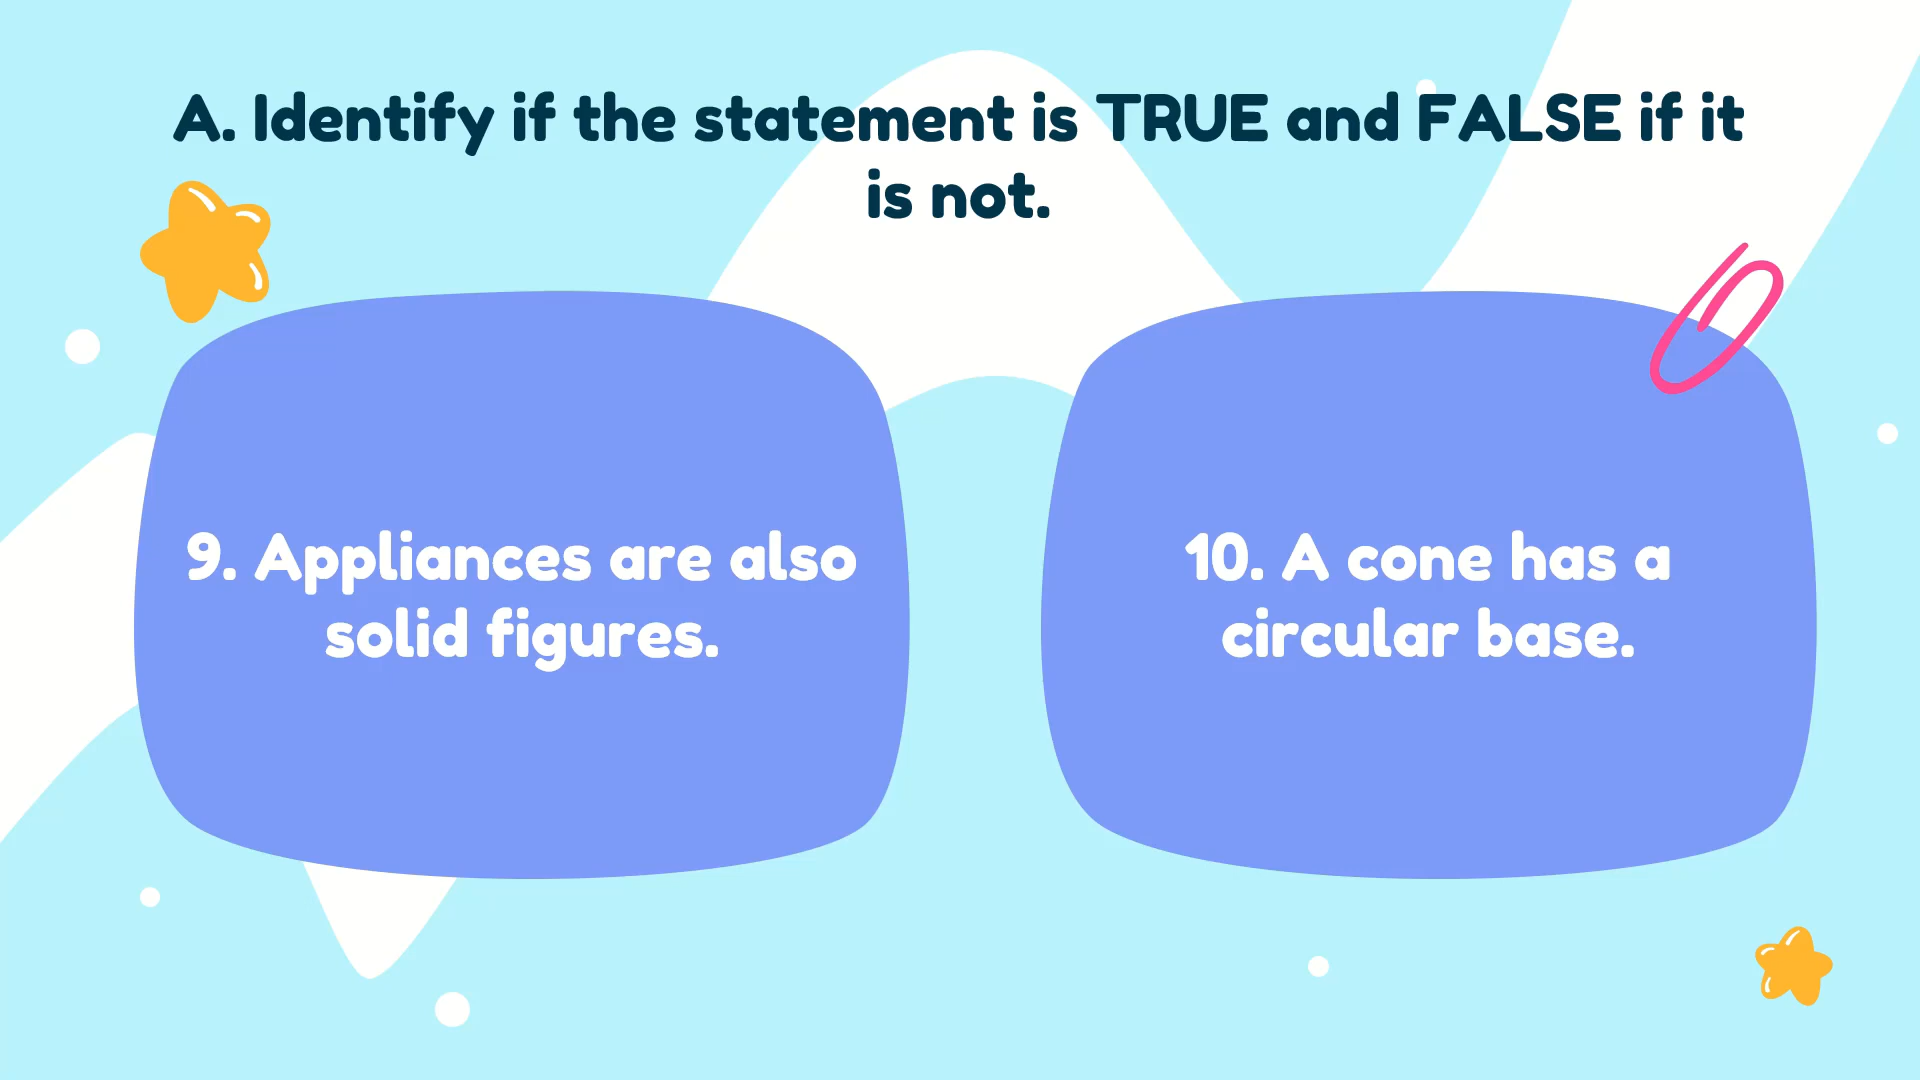 A. Identify if the statement is TRUE and FALSE if it
is not.
9. Appliances are also
solid figures.
10. A cone has a
circular base.